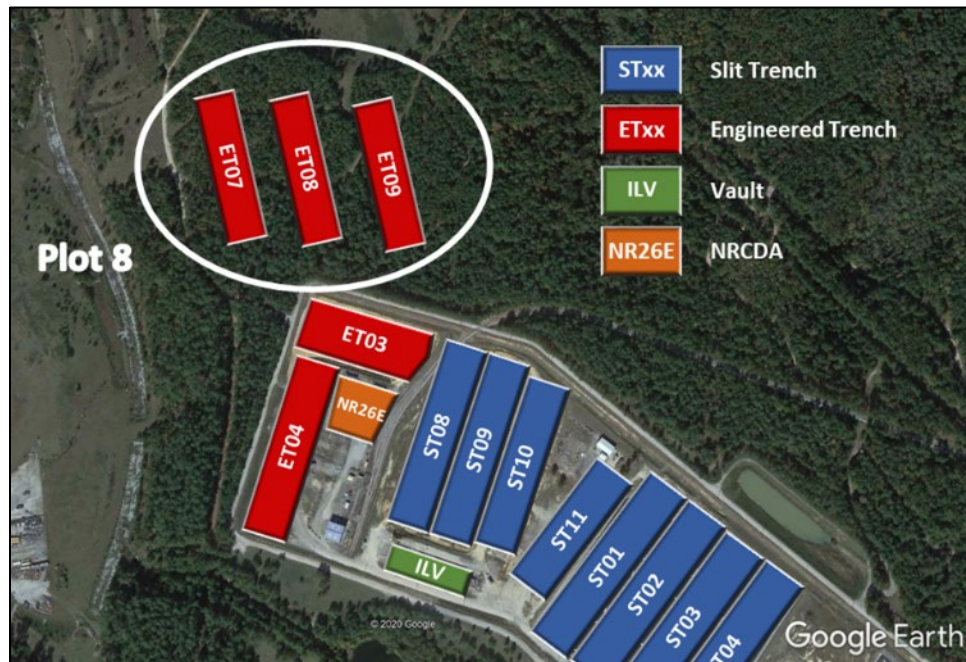 STxx Slit Trench
ETxx Engineered Trench
ILV Vault
NR26E NRCDA
ET07
ET08
ET09
Plot 8
ET03
NR26E
ET04
ST08
ST09
ST10
ST11
ST01
ST02
ST03
T04
ILV
© 2020 Google
Google Earth